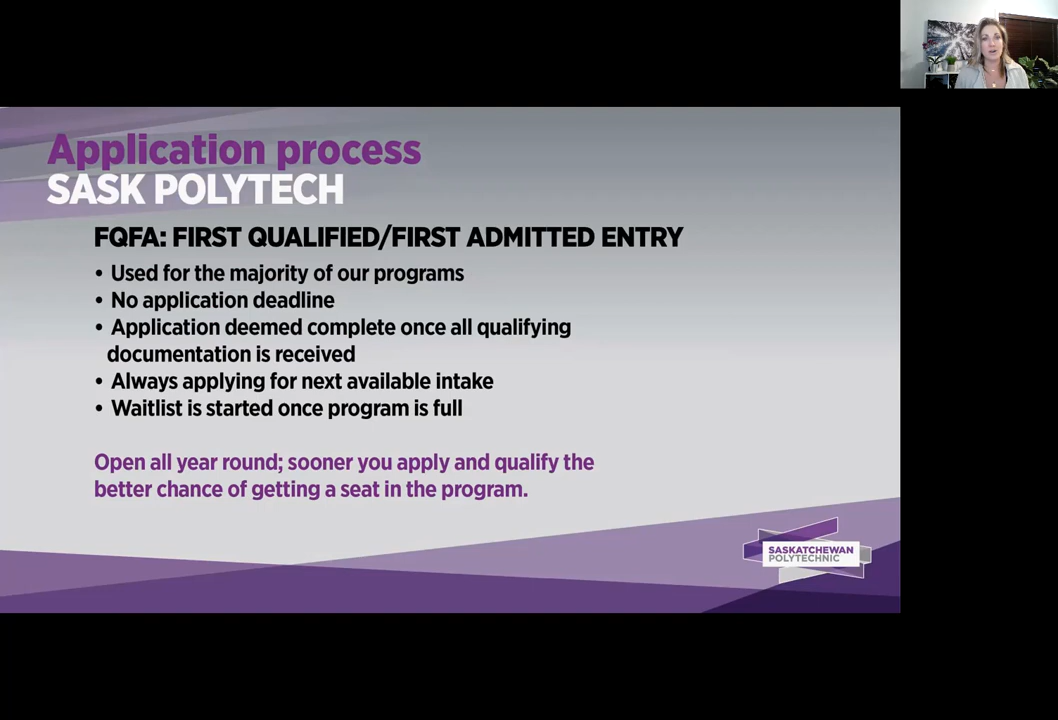 Application process
SASK POLYTECH
FQFA: FIRST QUALIFIED/FIRST ADMITTED ENTRY
• Used for the majority of our programs
• No application deadline
• Application deemed complete once all qualifying
documentation is received
• Always applying for next available intake
• Waitlist is started once program is full
Open all year round; sooner you apply and qualify the
better chance of getting a seat in the program.
SASKATCHEWAN
POLYTECHNIC